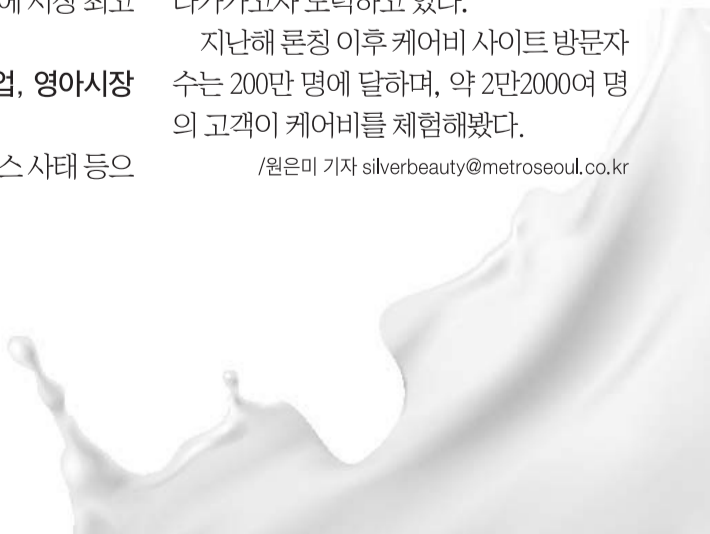 시장 최고
업, 영아시장
스 사태 등으
다가가고자 노력하고 있다.
지난해 론칭 이후 케어비 사이트 방문자
수는 200만 명에 달하며, 약 2만2000여 명
의 고객이 케어비를 체험해봤다.
/원은미 기자 silverbeauty@metroseoul.co.kr